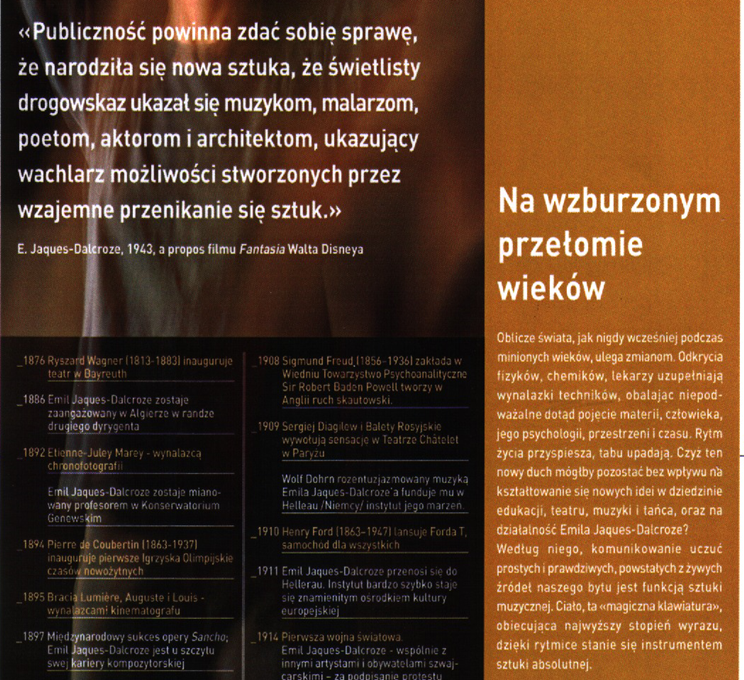 «Publiczność powinna zdać sobię sprawę,
że narodziła się nowa sztuka, że świetlisty
drogowskaz ukazał się muzykom, malarzom,
poetom, aktorom i architektom, ukazujący
wachlarz możliwości stworzonych przez
wzajemne przenikanie się sztuk.»
E. Jaques-Dalcroze, 1943, a propos filmu Fantasia Walta Disneya
_1876 Ryszard Wagner (1813-1883) inauguruje
teatr w Bayreuth
_1886 Emil Jaques-Dalcroze zostaje
zaangażowany w Algierze w randze
drugiego dyrygenta
_1892 Etienne-Juley Marey - wynalazcą
chronofotografii
Emil Jaques-Dalcroze zostaje miano-
wany profesorem w Konserwatorium
Genewskim
_1894 Pierre de Coubertin (1863-1937)
inauguruje pierwsze Igrzyska Olimpijskie
czasów nowożytnych
_1895 Bracia Lumière, Auguste i Louis -
wynalazcami kinematografu
_1897 Międzynarodowy sukces opery Sancho;
Emil Jaques-Dalcroze jest u szczytu
swej kariery kompozytorskiej
_1908 Sigmund Freud (1856-1936) zakłada w
Wiedniu Towarzystwo Psychoanalityczne
Sir Robert Baden Powell tworzy w
Anglii ruch skautowski.
_1909 Sergiej Diagilew i Balety Rosyjskie
wywołują sensację w Teatrze Châtelet
w Paryżu
Wolf Dohrn rozentuzjazmowany muzyką
Emila Jaques-Dalcroze'a funduje mu w
Helleau /Niemcy/ instytut jego marzeń.
_1910 Henry Ford (1863-1947) lansuje Forda T,
samochód dla wszystkich
_1911 Emil Jaques-Dalcroze przenosi się do
Hellerau. Instytut bardzo szybko staje
się znamienitym ośrodkiem kultury
europejskiej
_1914 Pierwsza wojna światowa.
Emil Jaques-Dalcroze - wspólnie z
innymi artystami i obywatelami szwaj-
carskimi - za podpisanie protestu
Na wzburzonym
przełomie
wieków
Oblicze świata, jak nigdy wcześniej podczas
minionych wieków, ulega zmianom. Odkrycia
fizyków, chemików, lekarzy uzupełniają
wynalazki techników, obalając niepod-
ważalne dotąd pojęcie materii, człowieka,
jego psychologii, przestrzeni i czasu. Rytm
życia przyspiesza, tabu upadają. Czyż ten
nowy duch mógłby pozostać bez wpływu na
kształtowanie się nowych idei w dziedzinie
edukacji, teatru, muzyki i tańca, oraz na
działalność Emila Jaques-Dalcroze?
Według niego, komunikowanie uczuć
prostych i prawdziwych, powstałych z żywych
źródeł naszego bytu jest funkcją sztuki
muzycznej. Ciało, ta «magiczna klawiatura»,
obiecująca najwyższy stopień wyrazu,
dzięki rytmice stanie się instrumentem
sztuki absolutnej.